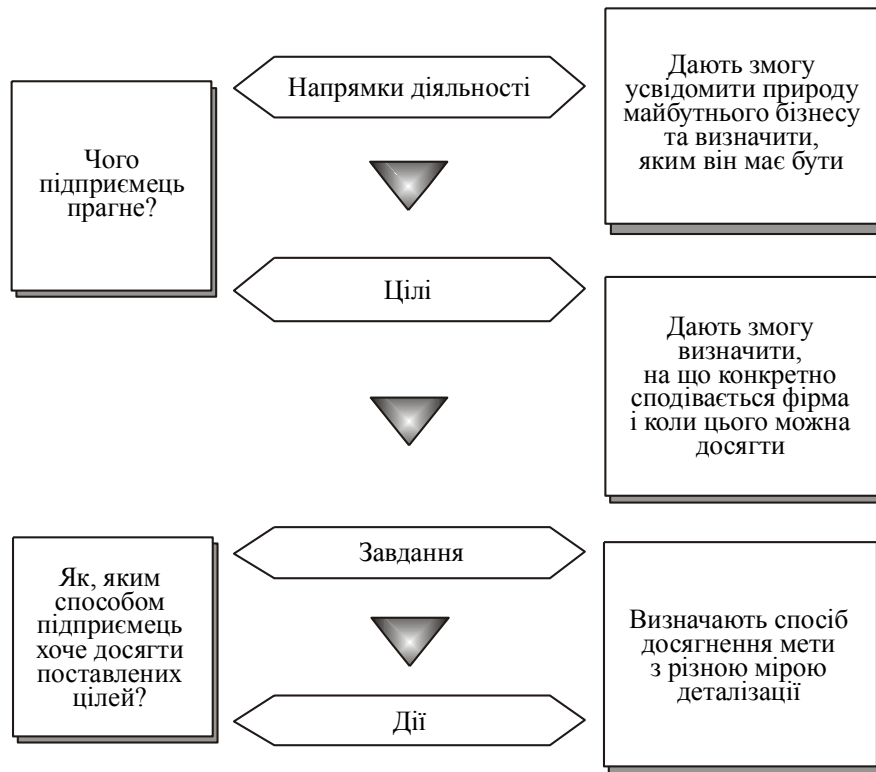 Напрямки діяльності
Дають змогу
усвідомити природу
майбутнього бізнесу
та визначити,
яким він має бути
Чого
підприємець
прагне?
Цілі
Дають змогу
визначити,
на що конкретно
сподівається фірма
і коли цього можна
досягти
Завдання
Як, яким
способом
підприємець
хоче досягти
поставлених
цілей?
Визначають спосіб
досягнення мети
з різною мірою
деталізації
Дії